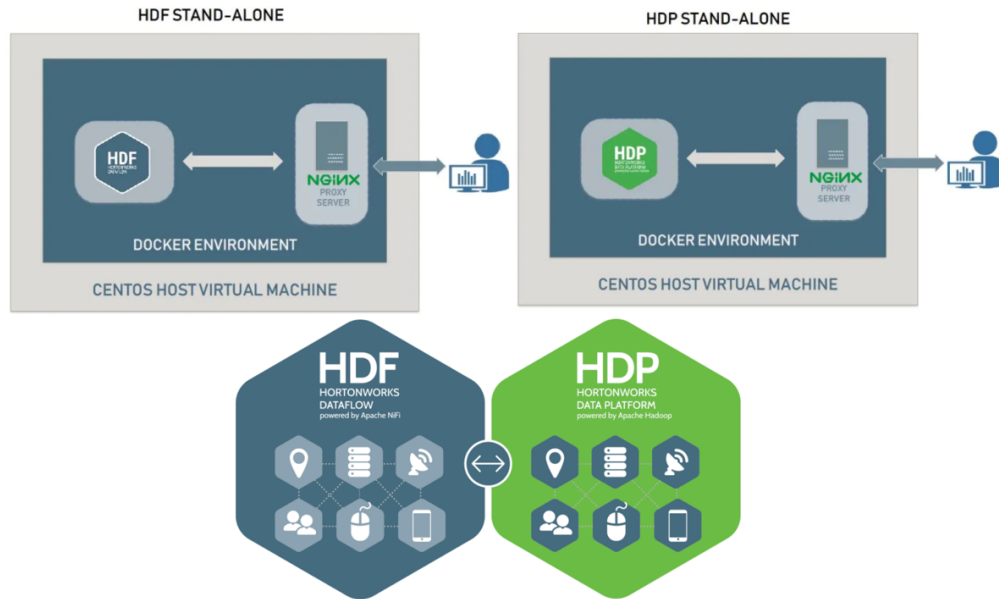 HDF STAND-ALONE
HDF
NGINX
PROXY
SERVER
DOCKER ENVIRONMENT
CENTOS HOST VIRTUAL MACHINE
HDP STAND-ALONE
HDP
NGINX
PROXY
SERVER
DOCKER ENVIRONMENT
CENTOS HOST VIRTUAL MACHINE
HDF
HORTONWORKS
DATAFLOW
powered by Apache NiFi
HDP
HORTONWORKS
DATA PLATFORM
powered by Apache Hadoop